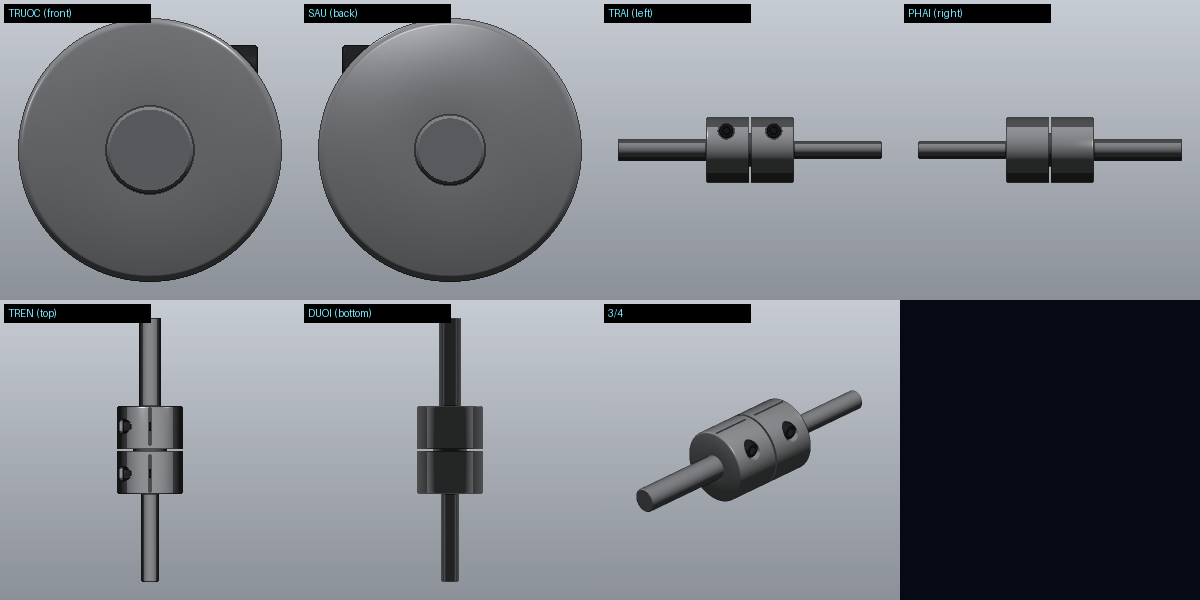 TRUOC (front)
SAU (back)
TRAI (left)
PHAI (right)
TREN (top)
DUOI (bottom)
3/4